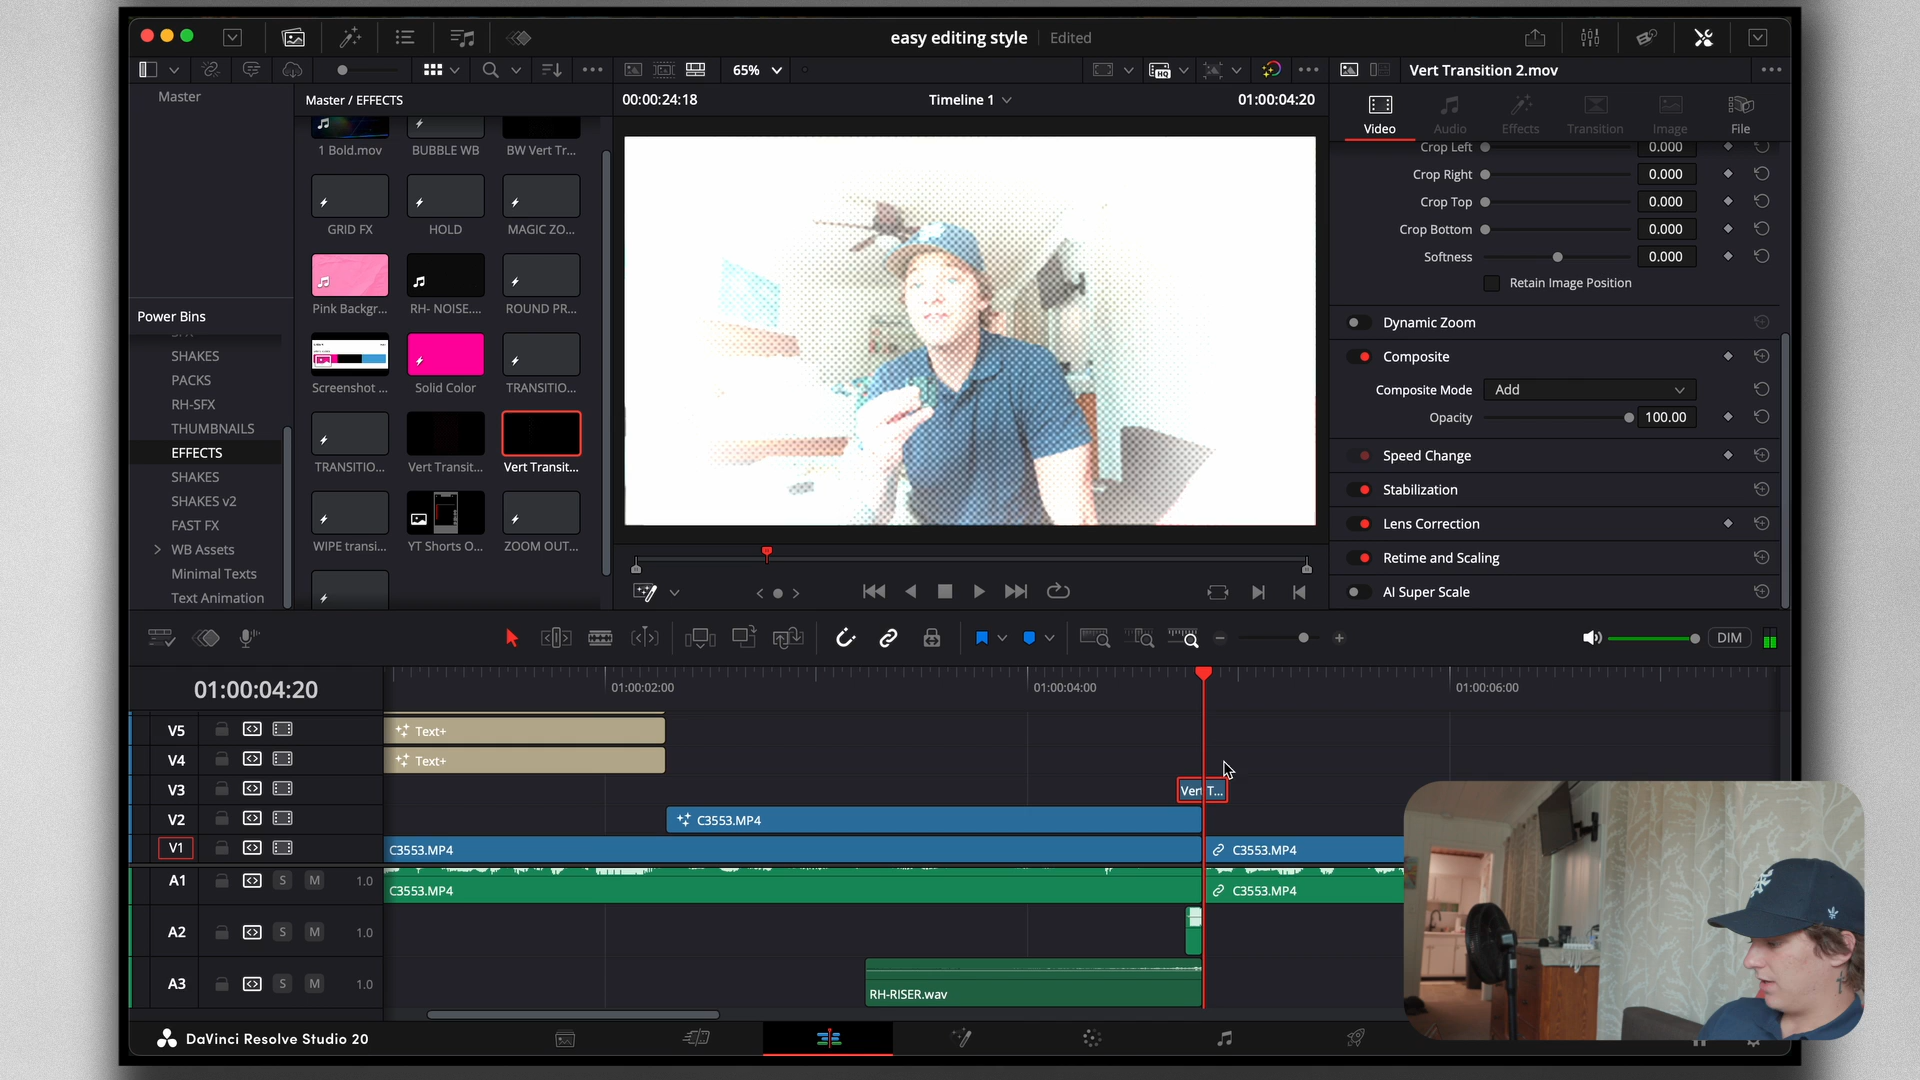 easy editing style
Edited
65%
Vert Transition 2.mov
Master
Master / EFFECTS
00:00:24:18
Timeline 1
01:00:04:20
Video
Audio
Effects
Transition
Image
File
1 Bold.mov
BUBBLE WB
BW Vert Tr...
Crop Left
0.000
Crop Right
0.000
Crop Top
0.000
Crop Bottom
0.000
Softness
0.000
Retain Image Position
GRID FX
HOLD
MAGIC ZO...
Pink Backgr...
RH- NOISE....
ROUND PR...
Power Bins
SHAKES
PACKS
RH-SFX
THUMBNAILS
EFFECTS
SHAKES
SHAKES v2
FAST FX
WB Assets
Minimal Texts
Text Animation
Screenshot ...
Solid Color
TRANSITIO...
TRANSITIO...
Vert Transit...
Vert Transit...
WIPE transi...
YT Shorts O...
ZOOM OUT...
Dynamic Zoom
Composite
Composite Mode
Add
Opacity
100.00
Speed Change
Stabilization
Lens Correction
Retime and Scaling
AI Super Scale
HQ
DIM
01:00:04:20
01:00:02:00
01:00:04:00
01:00:06:00
V5
Text+
V4
Text+
V3
Vert T...
V2
C3553.MP4
V1
C3553.MP4
C3553.MP4
A1
S
M
1.0
C3553.MP4
C3553.MP4
A2
S
M
1.0
A3
S
M
1.0
RH-RISER.wav
DaVinci Resolve Studio 20